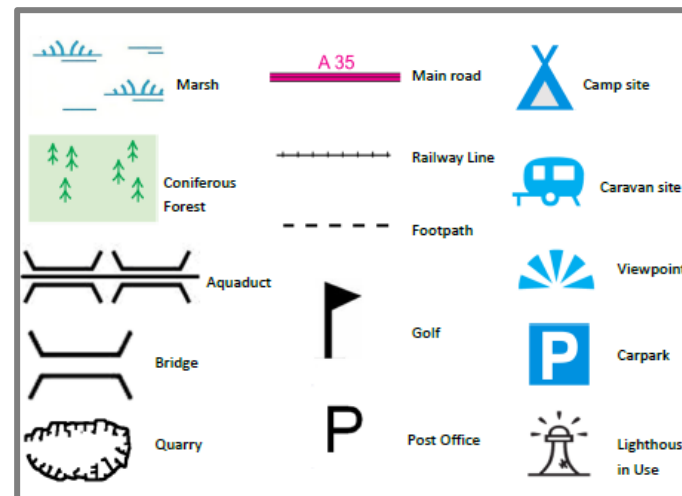 Marsh
Coniferous
Forest
Aquaduct
Bridge
Quarry
A 35
Main road
Railway Line
Footpath
Golf
P
Post Office
Camp site
Caravan site
Viewpoint
P
Carpark
Lighthous
in Use